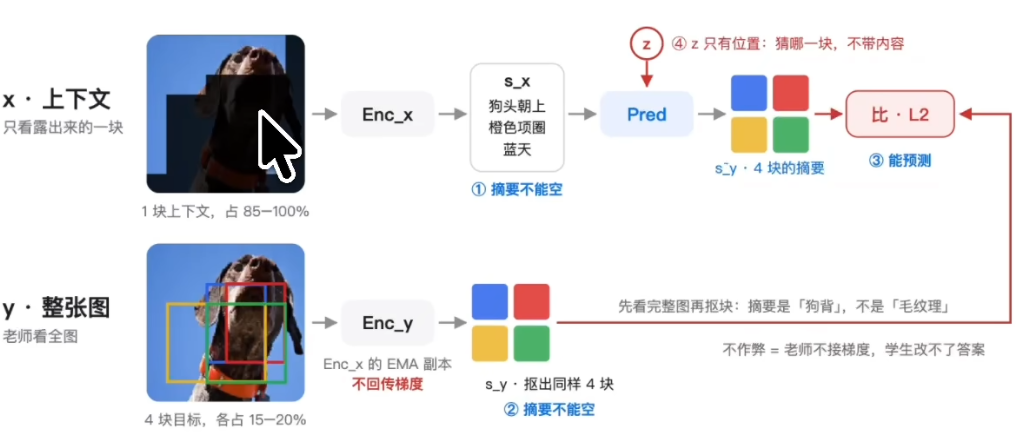 z
④ z 只有位置：猜哪一块，不带内容
x · 上下文
只看露出来的一块
Enc_x
s_x
狗头朝上
橙色项圈
蓝天
Pred
比 · L2
① 摘要不能空
s̃_y · 4 块的摘要
③ 能预测
1 块上下文，占 85—100%
y · 整张图
老师看全图
Enc_y
先看完整图再抠块：摘要是「狗背」，不是「毛纹理」
Enc_x 的 EMA 副本
不回传梯度
不作弊 = 老师不接梯度，学生改不了答案
s_y · 抠出同样 4 块
② 摘要不能空
4 块目标，各占 15—20%